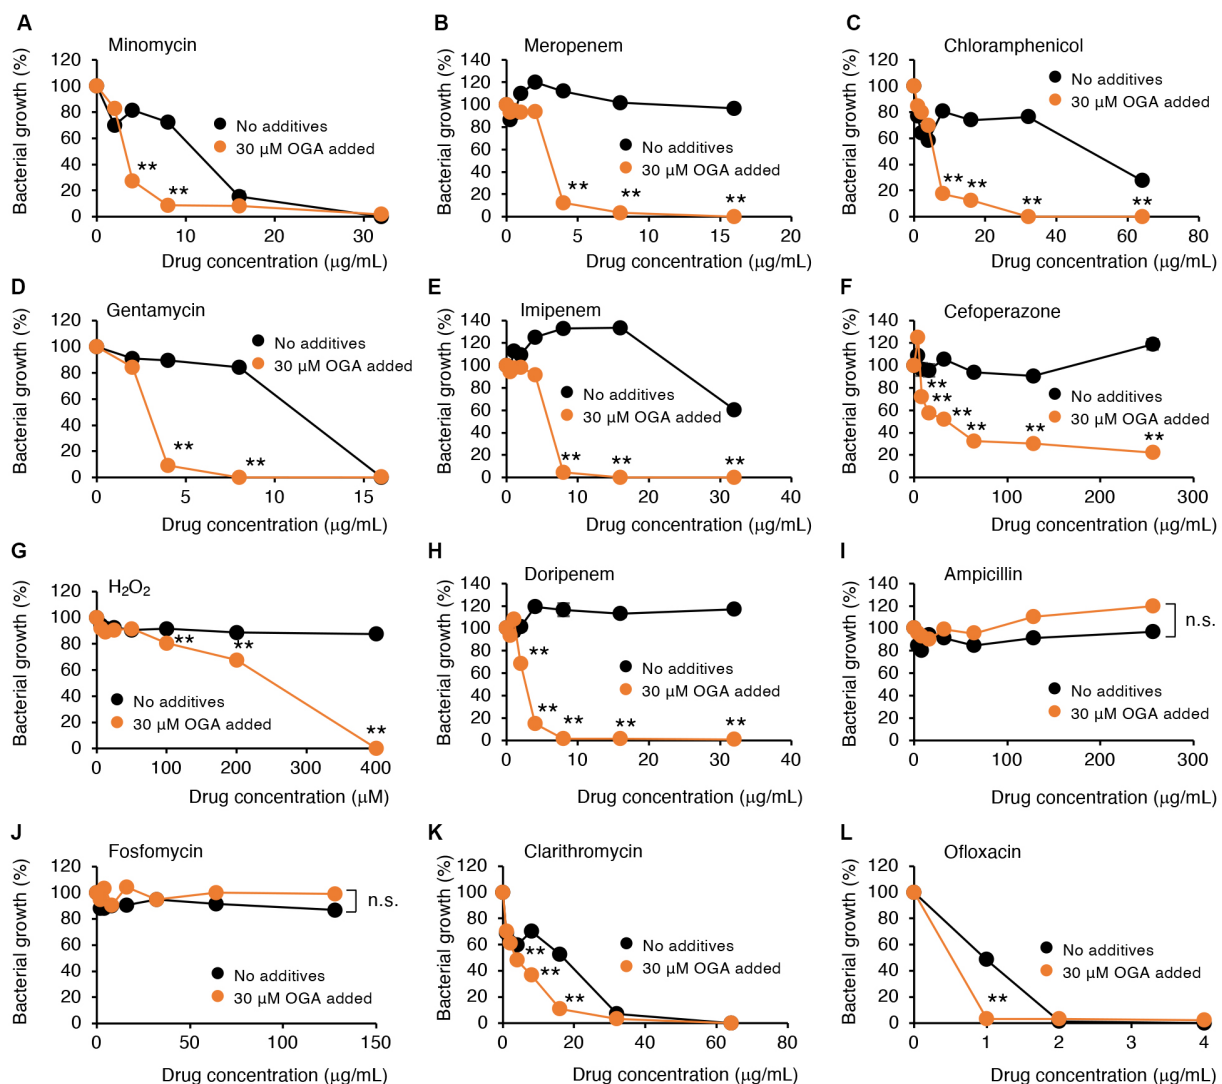 A
Minomycin
Bacterial growth (%)
120
100
80
60
40
20
0
No additives
30 µM OGA added
**
**
0 10 20 30
Drug concentration (µg/mL)
B
Meropenem
Bacterial growth (%)
140
120
100
80
60
40
20
0
No additives
30 µM OGA added
**
**
**
0 5 10 15 20
Drug concentration (µg/mL)
C
Chloramphenicol
Bacterial growth (%)
120
100
80
60
40
20
0
No additives
30 µM OGA added
**
**
**
**
0 20 40 60 80
Drug concentration (µg/mL)
D
Gentamycin
Bacterial growth (%)
120
100
80
60
40
20
0
No additives
30 µM OGA added
**
**
0 5 10 15
Drug concentration (µg/mL)
E
Imipenem
Bacterial growth (%)
140
120
100
80
60
40
20
0
No additives
30 µM OGA added
**
**
**
0 10 20 30 40
Drug concentration (µg/mL)
F
Cefoperazone
Bacterial growth (%)
140
120
100
80
60
40
20
0
No additives
30 µM OGA added
**
**
**
**
**
**
0 100 200 300
Drug concentration (µg/mL)
G
H₂O₂
Bacterial growth (%)
120
100
80
60
40
20
0
**
**
**
No additives
30 µM OGA added
0 100 200 300 400
Drug concentration (µM)
H
Doripenem
Bacterial growth (%)
140
120
100
80
60
40
20
0
**
No additives
30 µM OGA added
**
**
**
**
0 10 20 30 40
Drug concentration (µg/mL)
I
Ampicillin
Bacterial growth (%)
140
120
100
80
60
40
20
0
n.s.
No additives
30 µM OGA added
0 100 200 300
Drug concentration (µg/mL)
J
Fosfomycin
Bacterial growth (%)
120
100
80
60
40
20
0
n.s.
No additives
30 µM OGA added
0 50 100 150
Drug concentration (µg/mL)
K
Clarithromycin
Bacterial growth (%)
120
100
80
60
40
20
0
No additives
30 µM OGA added
**
**
**
0 20 40 60 80
Drug concentration (µg/mL)
L
Ofloxacin
Bacterial growth (%)
120
100
80
60
40
20
0
No additives
30 µM OGA added
**
0 1 2 3 4
Drug concentration (µg/mL)